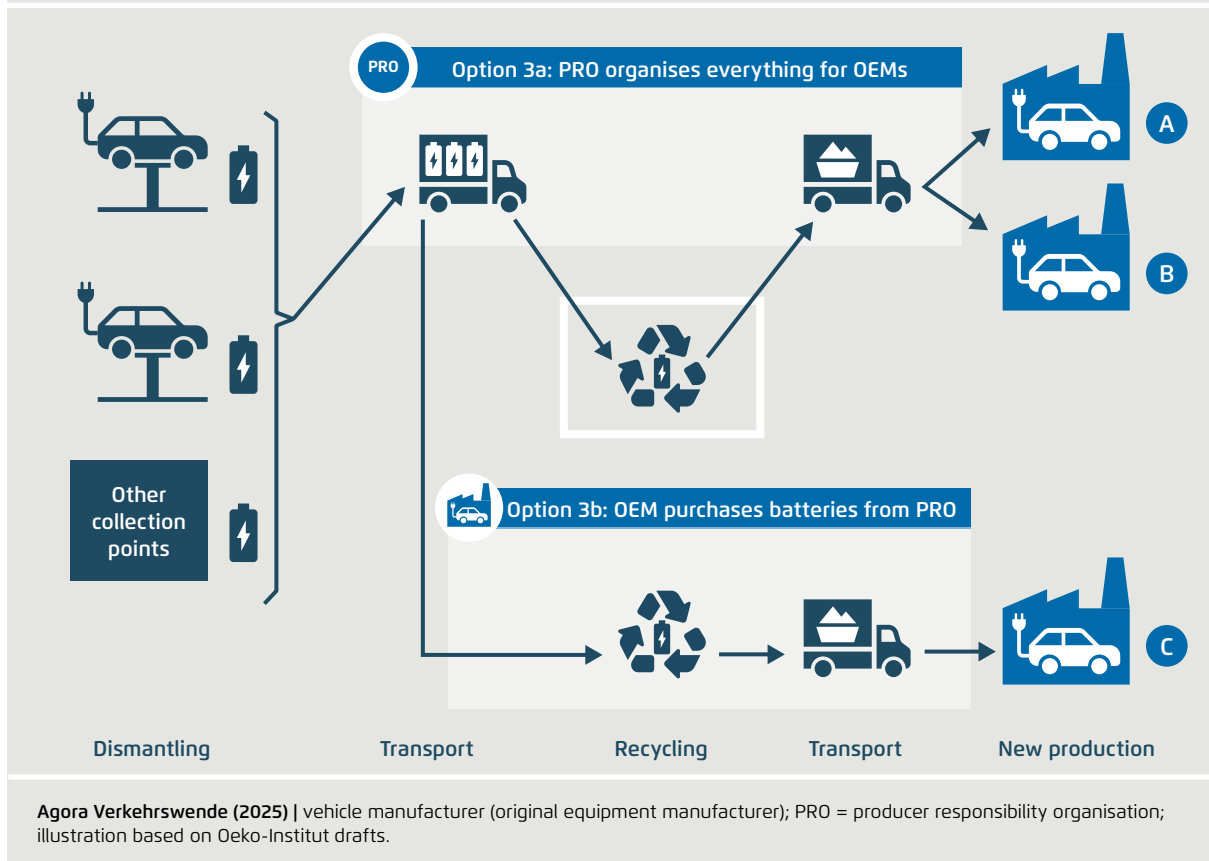 PRO
Option 3a: PRO organises everything for OEMs
A
B
Other
collection
points
Option 3b: OEM purchases batteries from PRO
C
Dismantling
Transport
Recycling
Transport
New production
Agora Verkehrswende (2025) | vehicle manufacturer (original equipment manufacturer); PRO = producer responsibility organisation;
illustration based on Oeko-Institut drafts.